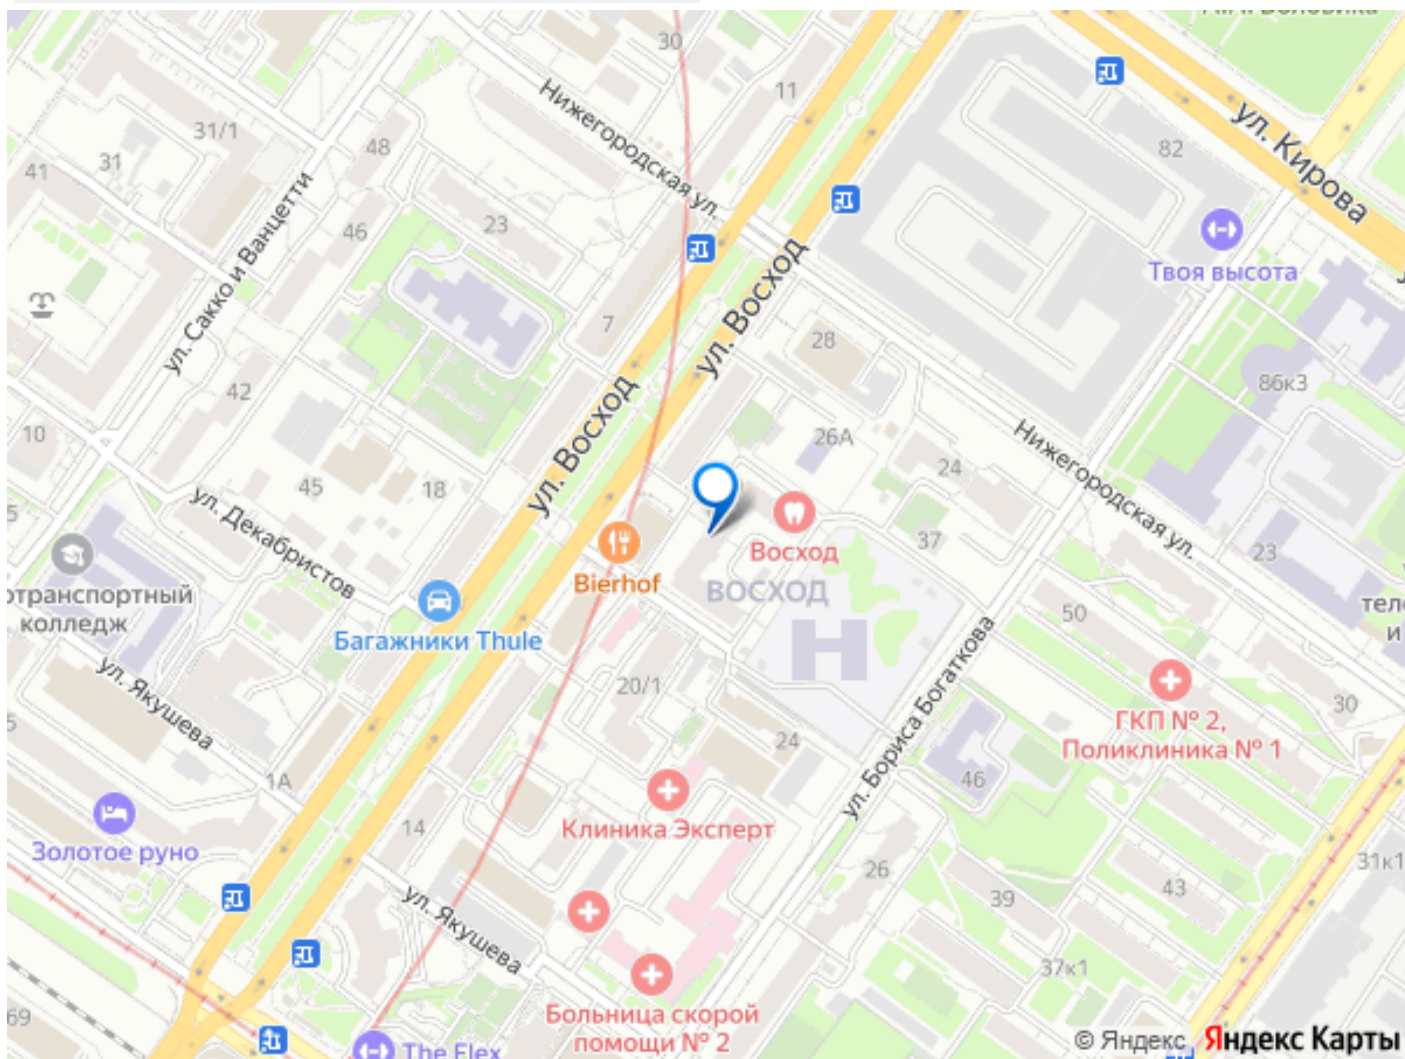 30
Нижегородская ул.
11
ул. Кирова
31/1
48
31
41
82
ул. Сакко и Ванцетти
46
23
ул. Восход
Твоя высота
7
28
86к3
42
ул. Восход
10
26А
24
Нижегородская ул.
45
18
ул. Декабристов
Восход
37
23
Bierhof
ВОСХОД
отранспортный
колледж
Багажники Thule
50
ул. Бориса Богаткова
ул. Якушева
20/1
30
ГКП № 2,
Поликлиника № 1
24
46
1А
14
Клиника Эксперт
Золотое руно
31к1
26
43
39
ул. Якушева
37к1
69
Больница скорой
помощи № 2
The Flex
© Яндекс Яндекс Карты